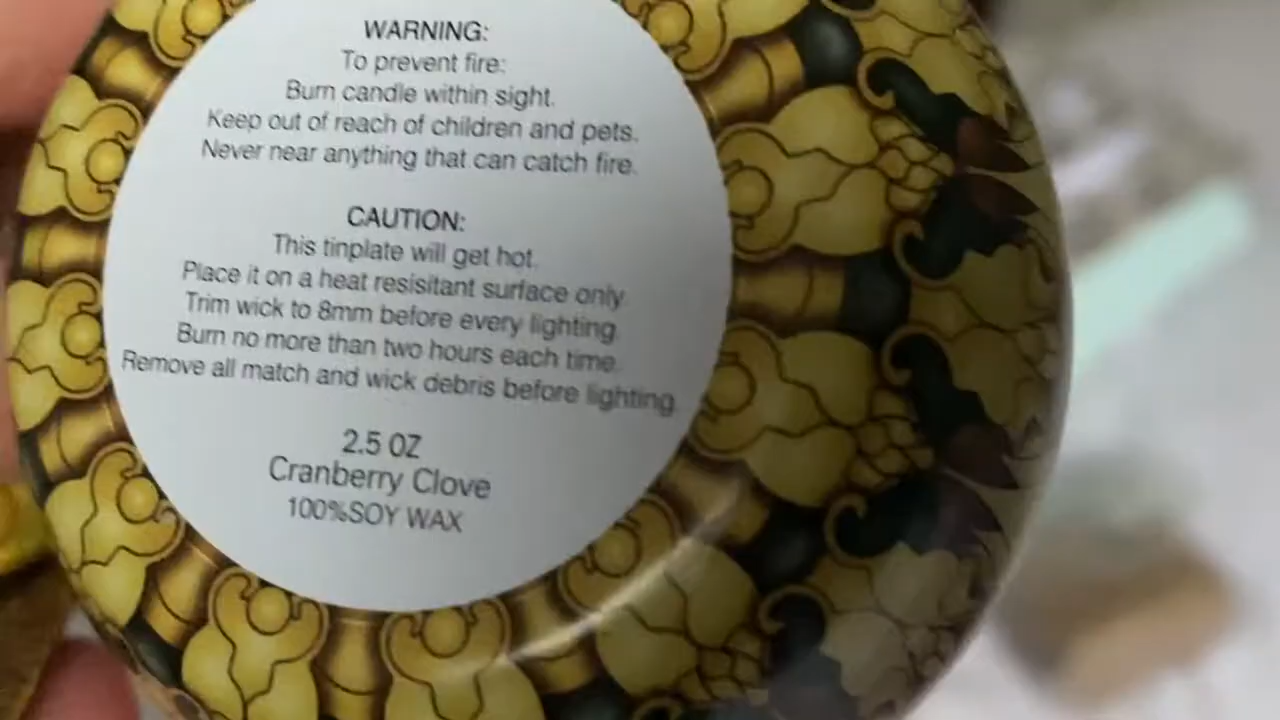 WARNING:
To prevent fire:
Burn candle within sight.
Keep out of reach of children and pets.
Never near anything that can catch fire.
CAUTION:
This tinplate will get hot.
Place it on a heat resisitant surface only.
Trim wick to 8mm before every lighting.
Burn no more than two hours each time.
Remove all match and wick debris before lighting.
2.5 OZ
Cranberry Clove
100%SOY WAX